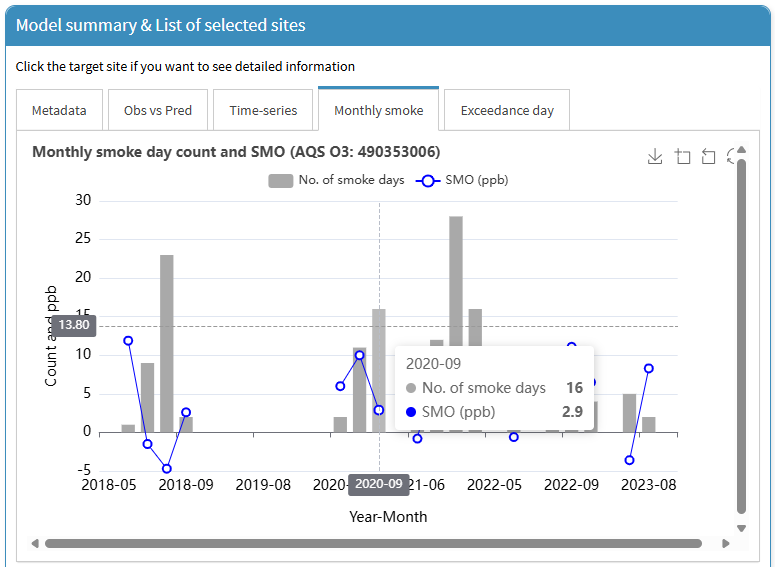 Model summary & List of selected sites
Click the target site if you want to see detailed information
Metadata Obs vs Pred Time-series Monthly smoke Exceedance day
Monthly smoke day count and SMO (AQS O3: 490353006)
No. of smoke days SMO (ppb)
30
25
20
15
13.80
10
5
0
-5
Count and ppb
2020-09
No. of smoke days 16
SMO (ppb) 2.9
2018-05 2018-09 2019-08 2020- 2020-09 21-06 2022-05 2022-09 2023-08
Year-Month